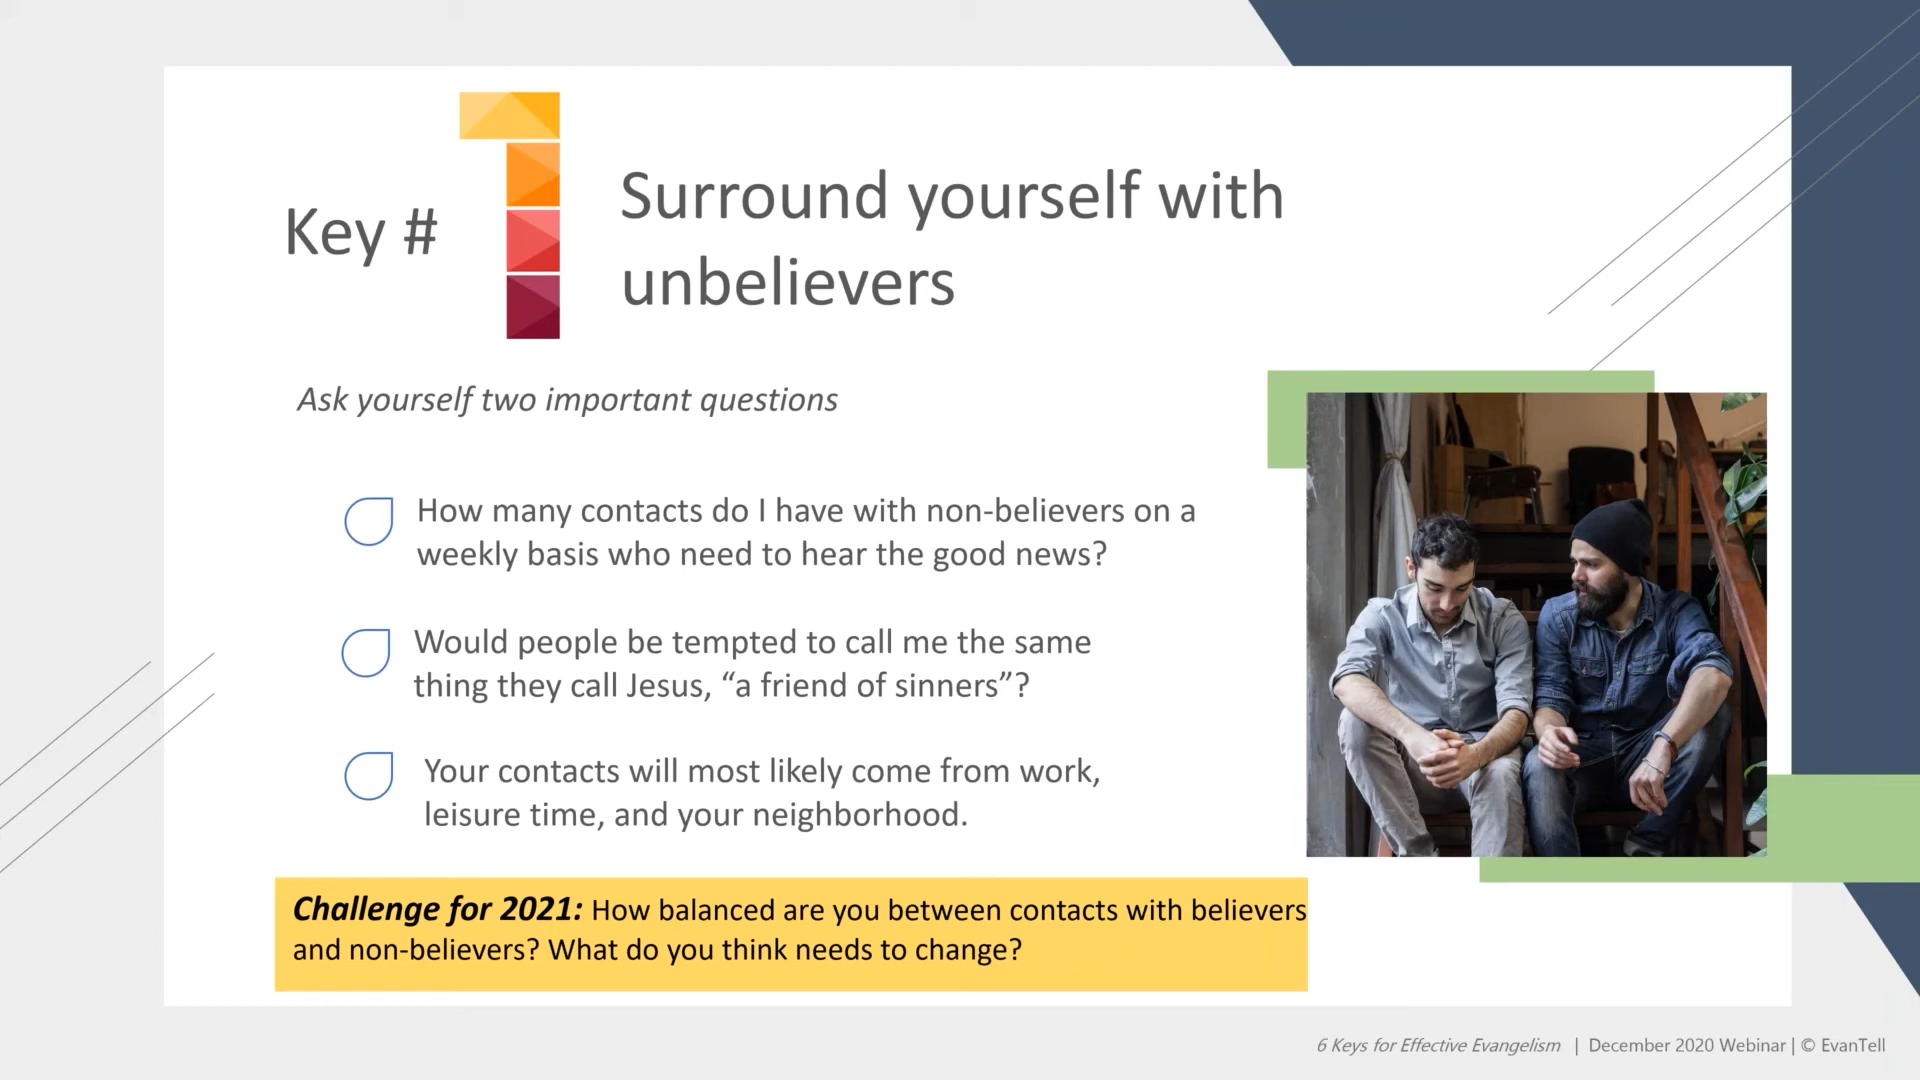 Key # 1
Surround yourself with
unbelievers
Ask yourself two important questions
How many contacts do I have with non-believers on a
weekly basis who need to hear the good news?
Would people be tempted to call me the same
thing they call Jesus, “a friend of sinners”?
Your contacts will most likely come from work,
leisure time, and your neighborhood.
Challenge for 2021: How balanced are you between contacts with believers
and non-believers? What do you think needs to change?
6 Keys for Effective Evangelism | December 2020 Webinar | © EvanTell